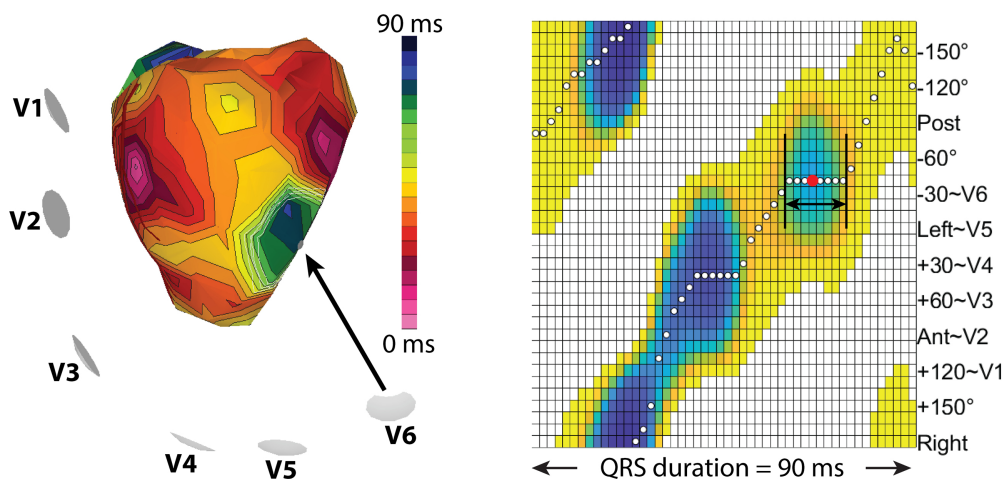 90 ms
V1
V2
V3
V4
V5
V6
0 ms
-150°
-120°
Post
-60°
-30~V6
Left~V5
+30~V4
+60~V3
Ant~V2
+120~V1
+150°
Right
QRS duration = 90 ms